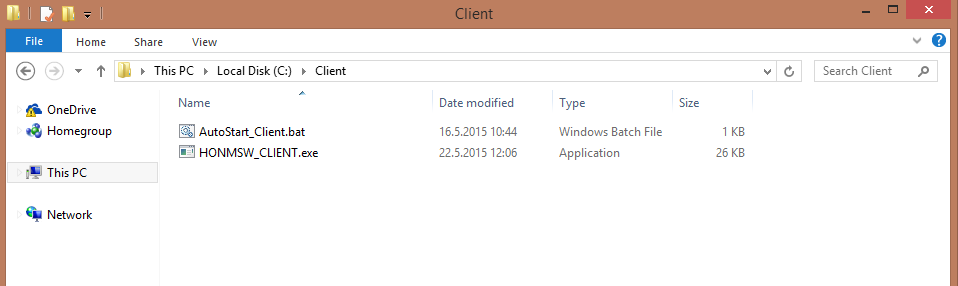 Client
File Home Share View
This PC Local Disk (C:) Client Search Client
Name Date modified Type Size
OneDrive
Homegroup
This PC
Network
AutoStart_Client.bat 16.5.2015 10:44 Windows Batch File 1 KB
HONMSW_CLIENT.exe 22.5.2015 12:06 Application 26 KB